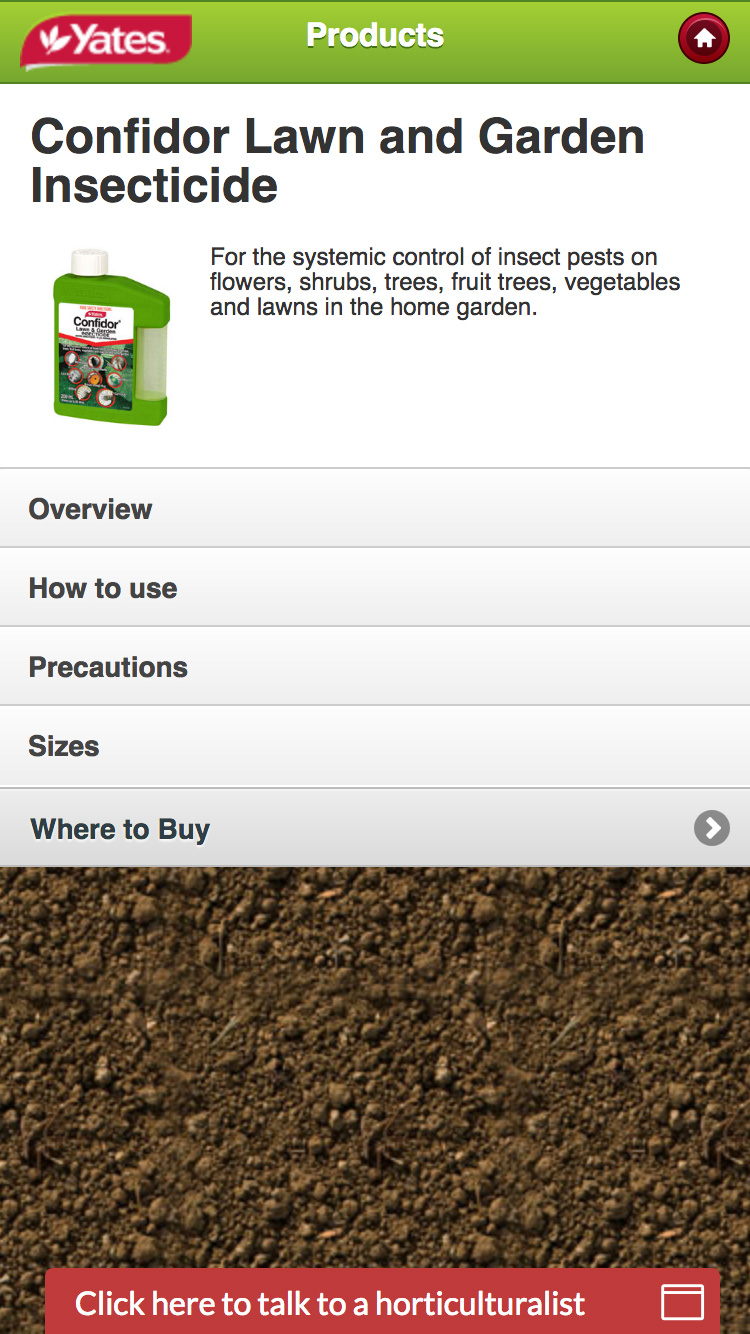 Yates
Products
Confidor Lawn and Garden
Insecticide
For the systemic control of insect pests on
flowers, shrubs, trees, fruit trees, vegetables
and lawns in the home garden.
Yates
Confidor
Lawn & Garden
INSECTICIDE
Overview
How to use
Precautions
Sizes
Where to Buy
Click here to talk to a horticulturalist